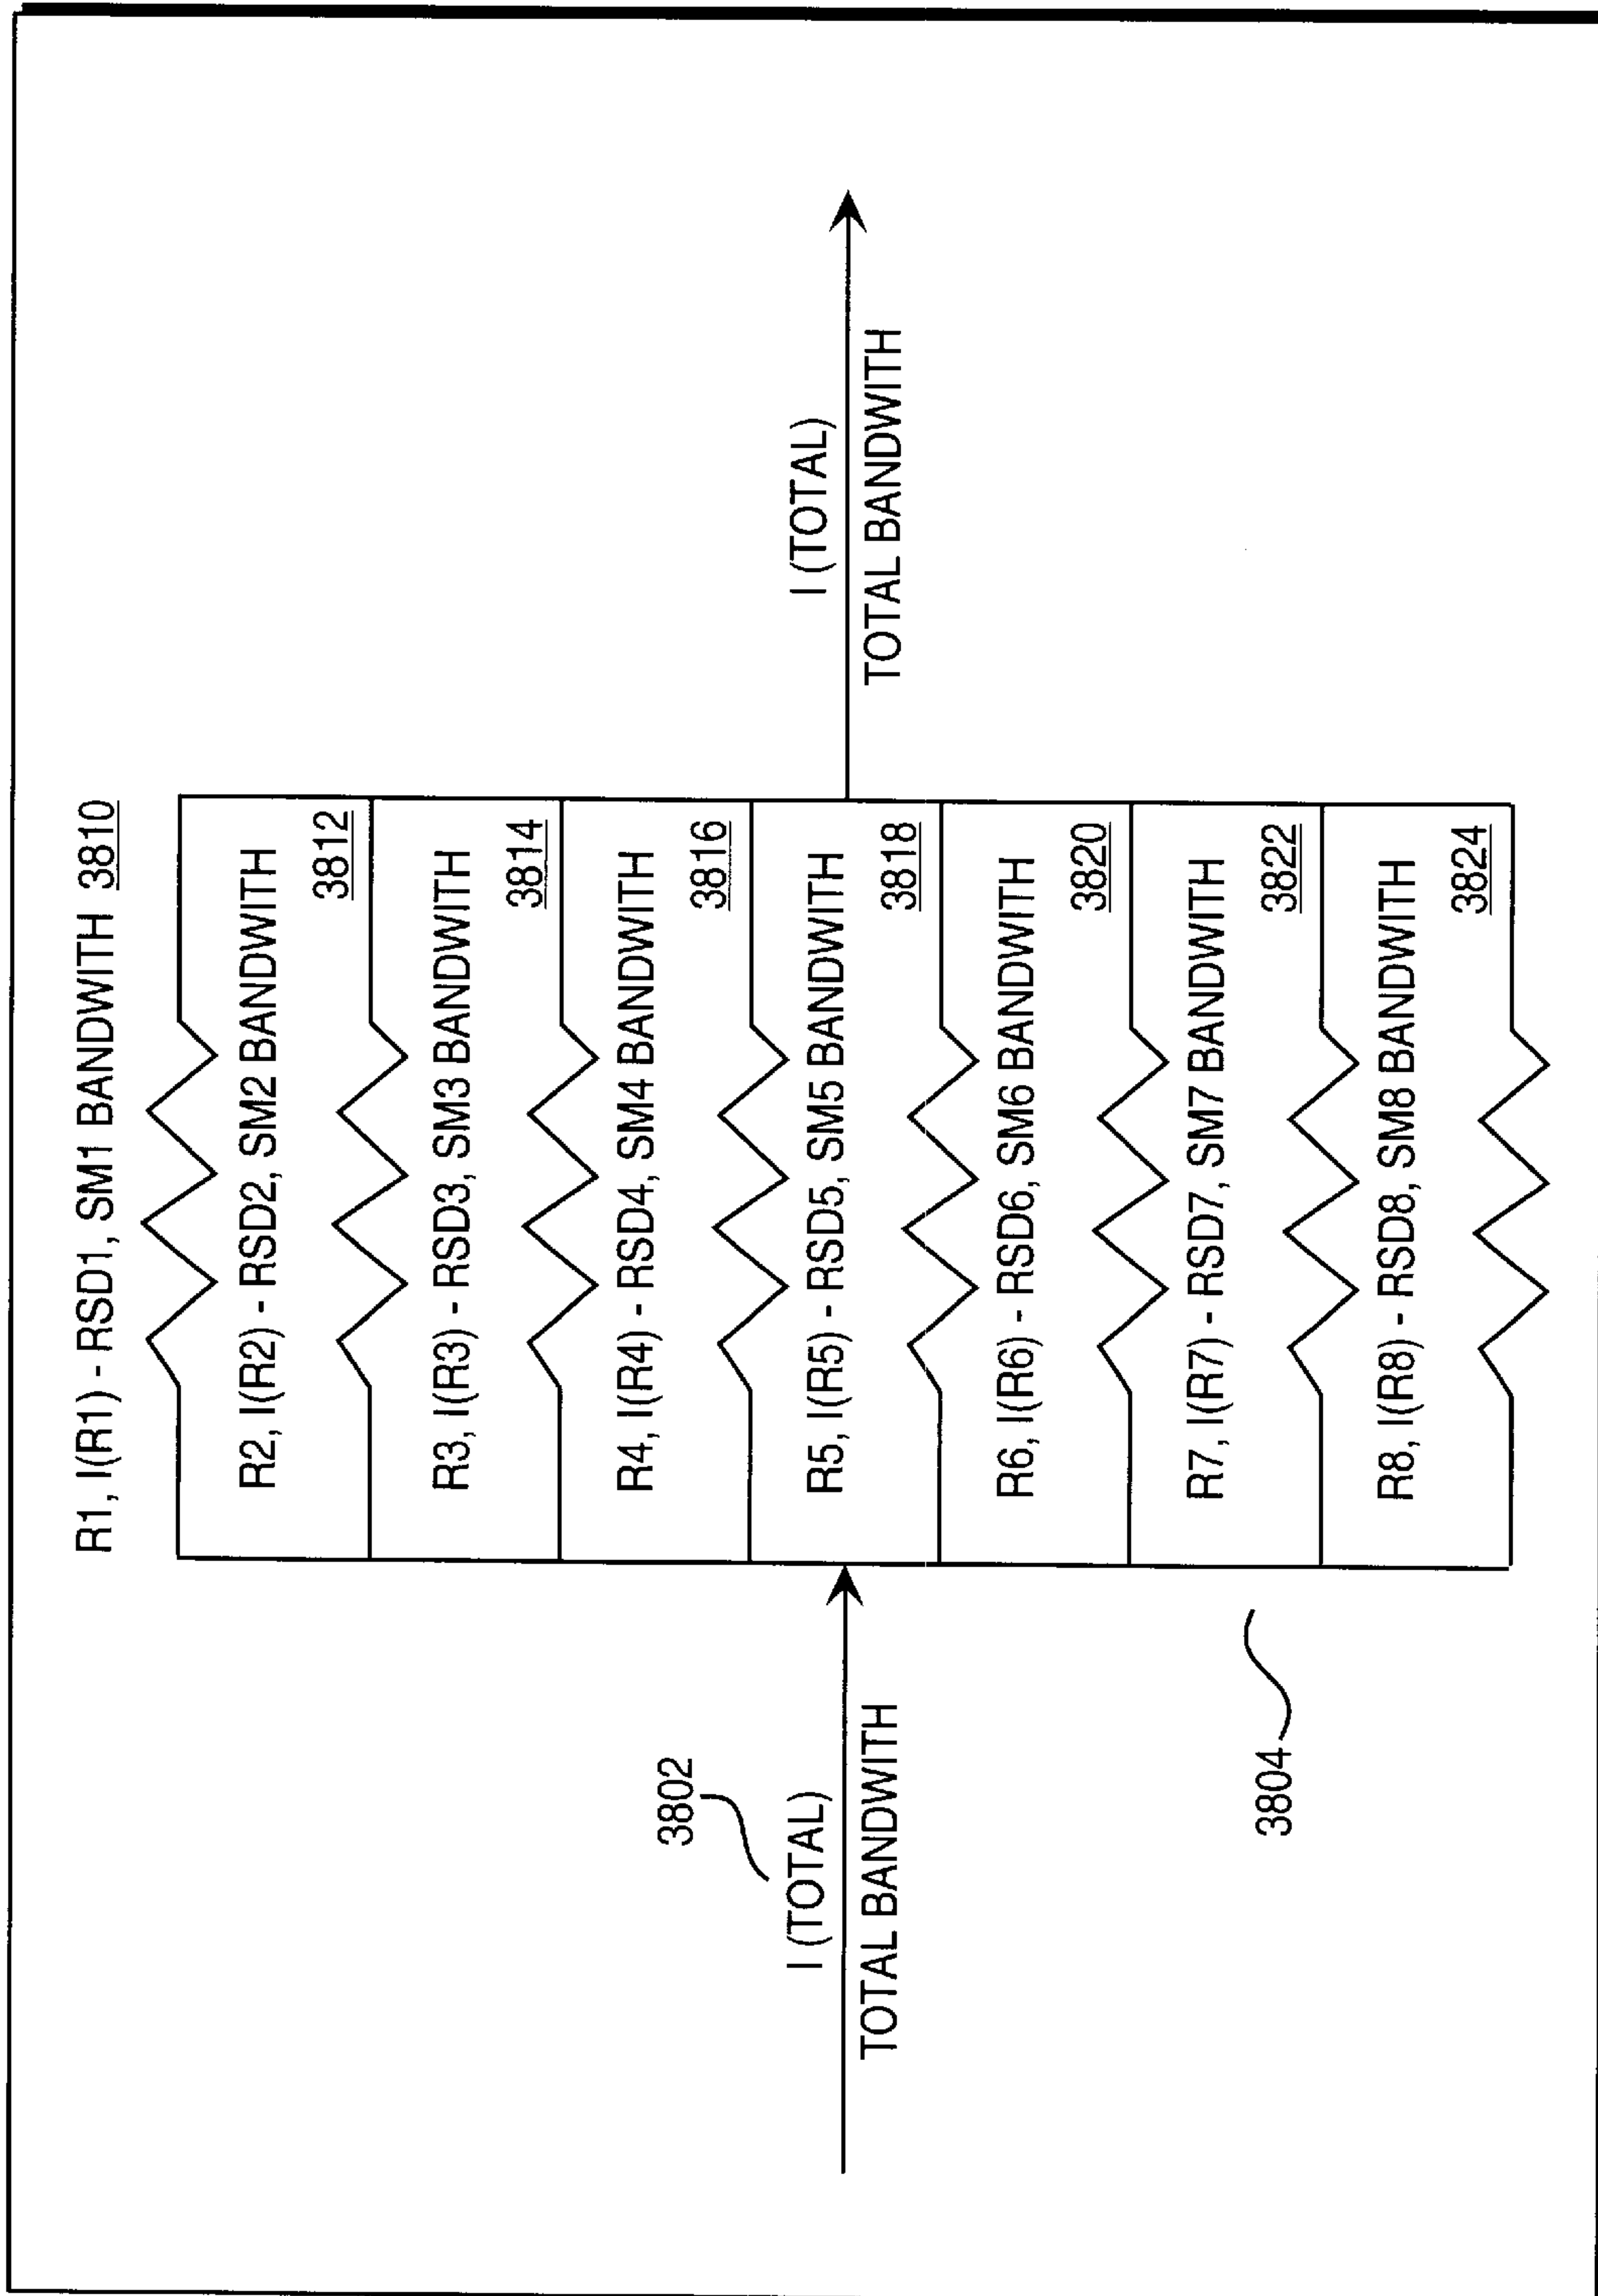 R1, I(R1) - RSD1, SM1 BANDWITH 3810
R2, I(R2) - RSD2, SM2 BANDWITH
3812
R3, I(R3) - RSD3, SM3 BANDWITH
3814
R4, I(R4) - RSD4, SM4 BANDWITH
3816
R5, I(R5) - RSD5, SM5 BANDWITH
3818
R6, I(R6) - RSD6, SM6 BANDWITH
3820
R7, I(R7) - RSD7, SM7 BANDWITH
3822
R8, I(R8) - RSD8, SM8 BANDWITH
3824
3802
I (TOTAL)
TOTAL BANDWITH
3804
I (TOTAL)
TOTAL BANDWITH